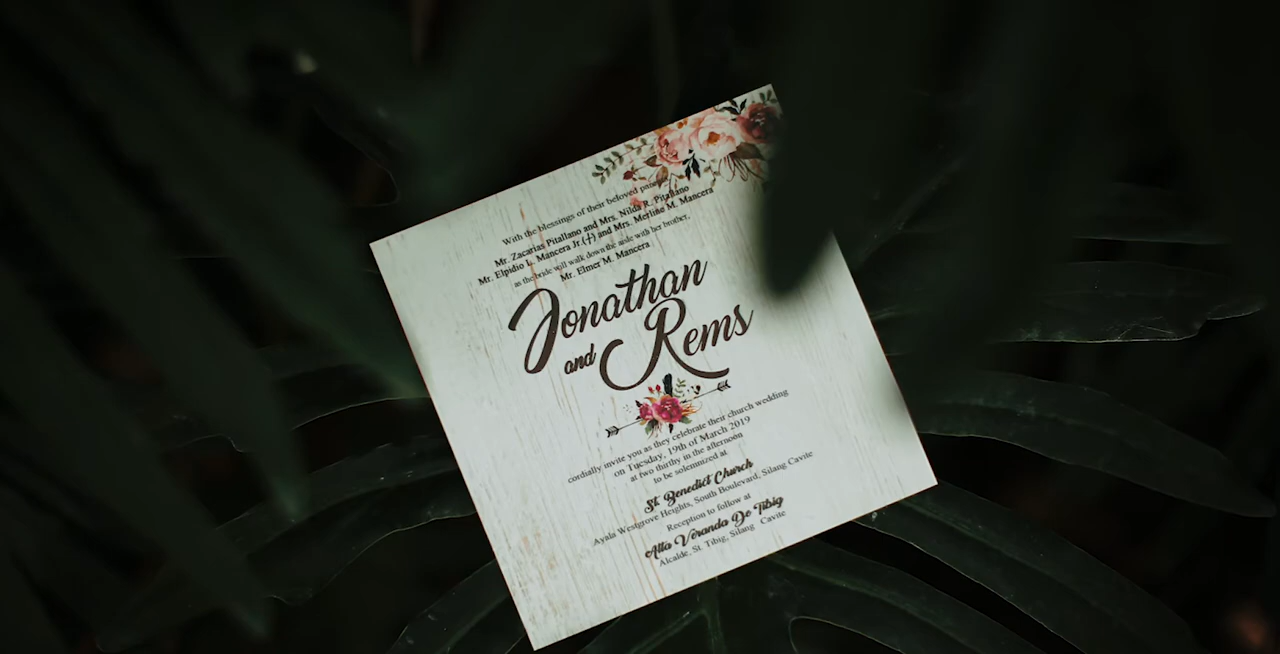 With the blessings of their beloved parents
Mr. Zacarias Pitallano and Mrs. Nilda R. Pitallano
Mr. Elpidio L. Mancera Jr.(†) and Mrs. Merline M. Mancera
as the bride will walk down the aisle with her brother,
Mr. Elmer M. Mancera
Jonathan
and Rems
cordially invite you as they celebrate their church wedding
on Tuesday, 19th of March 2019
at two thirthy in the afternoon
to be solemnized at
St. Benedict Church
Ayala Westgrove Heights, South Boulevard, Silang Cavite
Reception to follow at
Alta Veranda De Tibig
Alcalde, St. Tibig, Silang Cavite